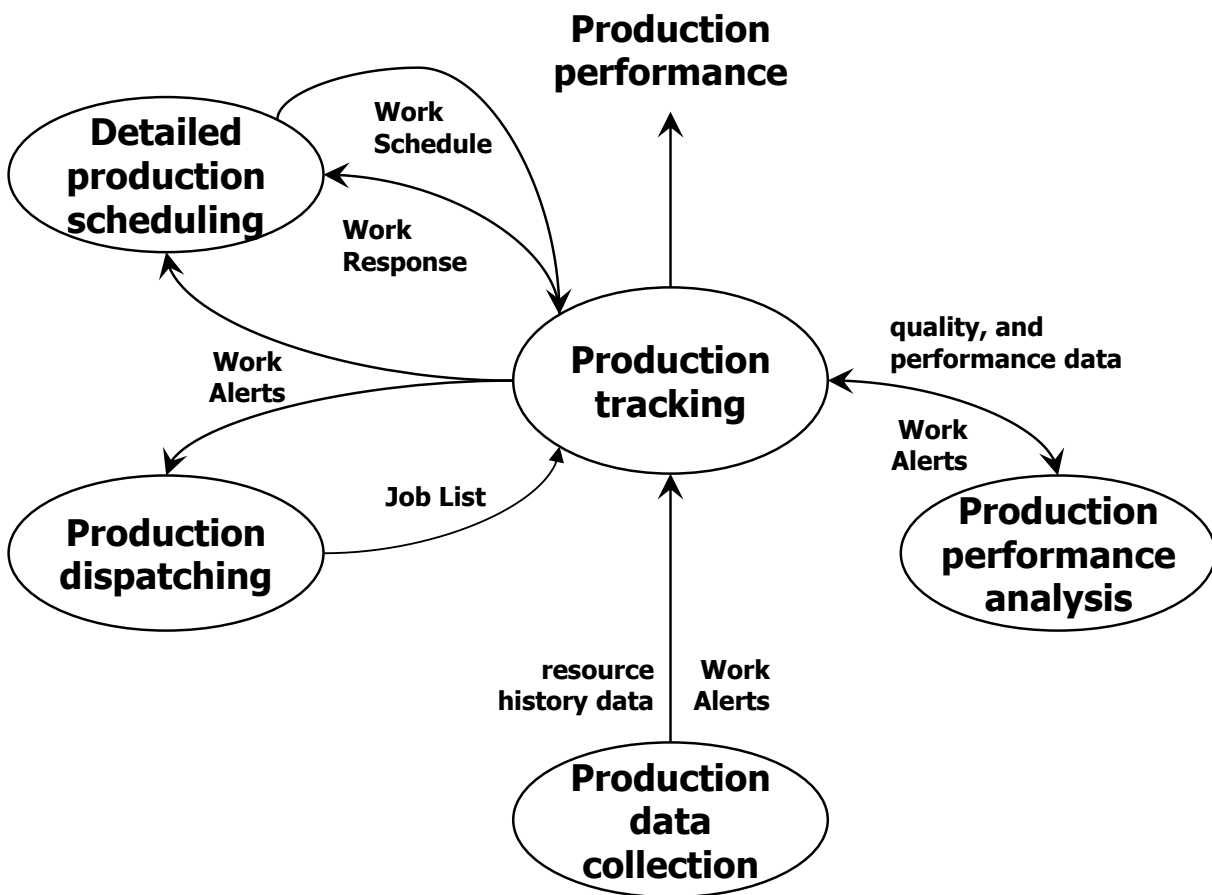 Production
performance
Work
Schedule
Detailed
production
scheduling
Work
Response
quality, and
performance data
Work
Alerts
Production
tracking
Work
Alerts
Job List
Production
dispatching
Production
performance
analysis
resource
history data
Work
Alerts
Production
data
collection